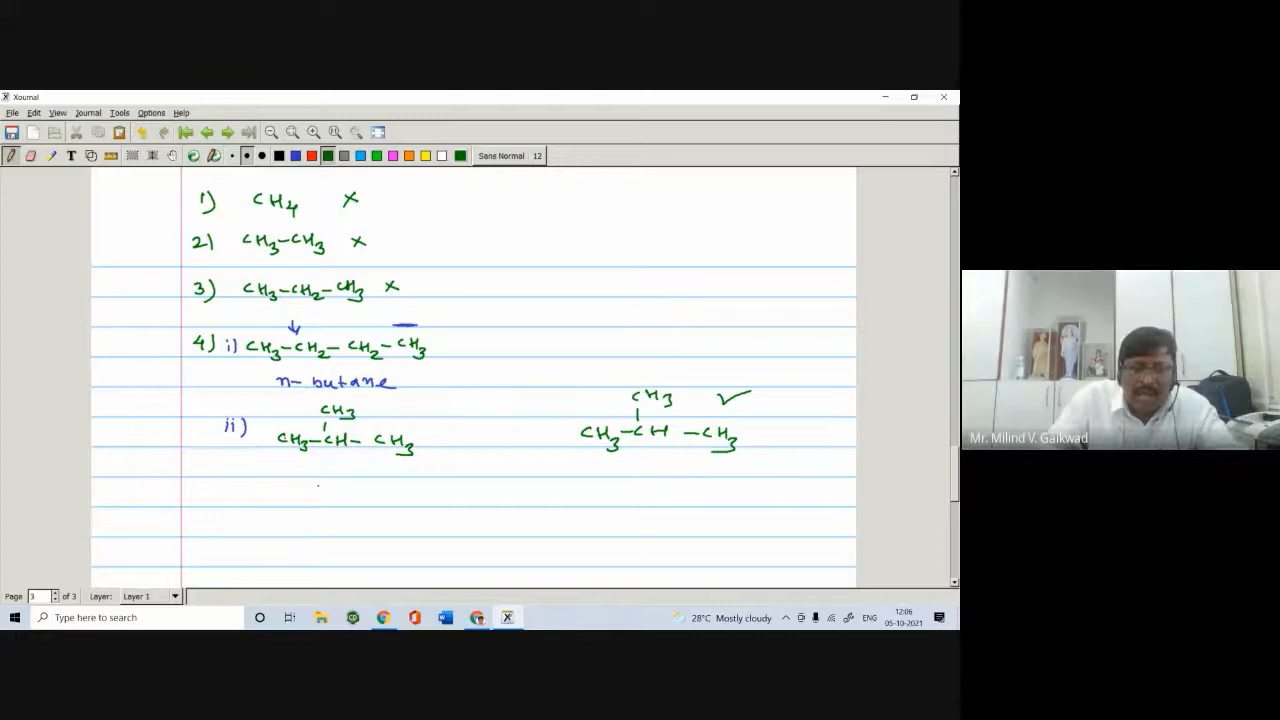 Xournal
File Edit View Journal Tools Options Help
Sans Normal 12
1) CH4 ×
2) CH3-CH3 ×
3) CH3-CH2-CH3 ×
4) i) CH3-CH2-CH2-CH3
n- butane
CH3
ii) CH3-CH- CH3
CH3 ✓
CH3-CH -CH3
Mr. Milind V. Gaikwad
Page 3 of 3 Layer: Layer 1
Type here to search
28°C Mostly cloudy ENG 12:06
05-10-2021